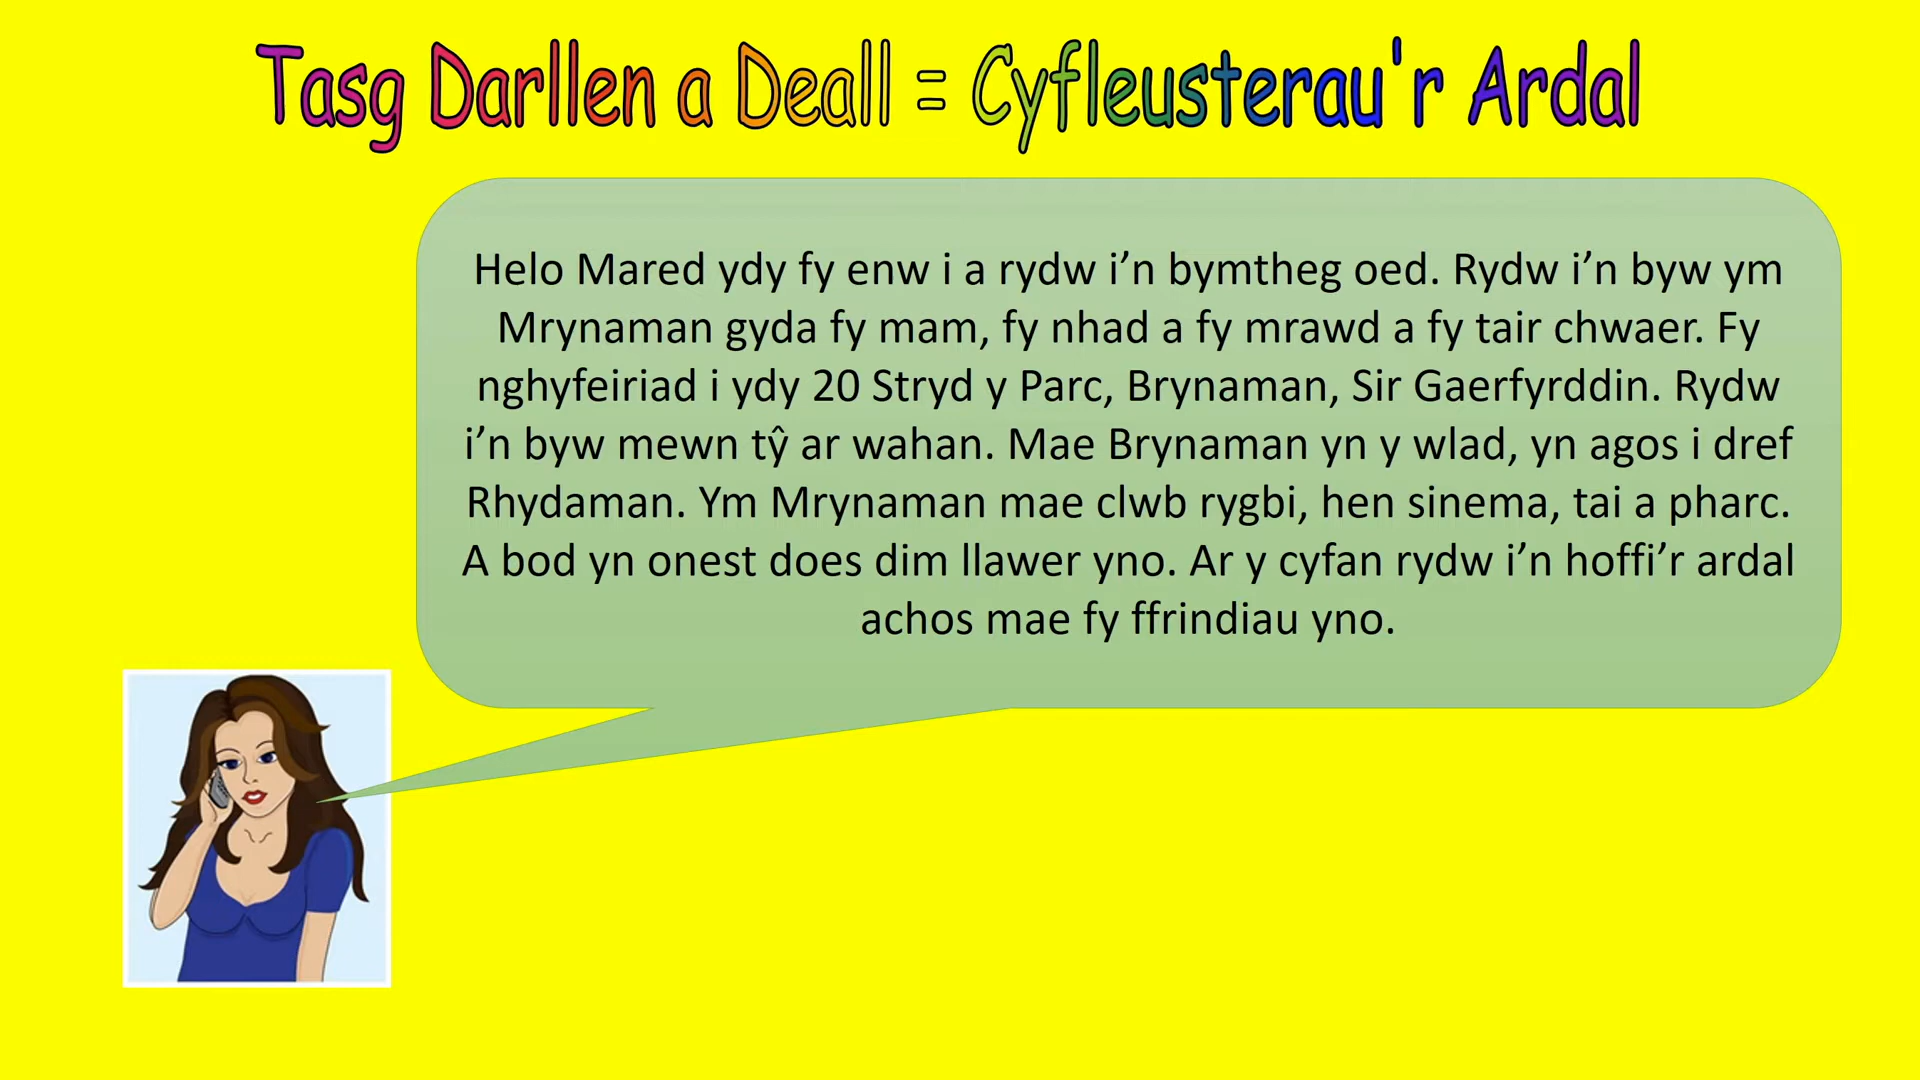 Tasg Darllen a Deall = Cyfleusterau'r Ardal
Helo Mared ydy fy enw i a rydw i’n bymtheg oed. Rydw i’n byw ym
Mrynaman gyda fy mam, fy nhad a fy mrawd a fy tair chwaer. Fy
nghyfeiriad i ydy 20 Stryd y Parc, Brynaman, Sir Gaerfyrddin. Rydw
i’n byw mewn tŷ ar wahan. Mae Brynaman yn y wlad, yn agos i dref
Rhydaman. Ym Mrynaman mae clwb rygbi, hen sinema, tai a pharc.
A bod yn onest does dim llawer yno. Ar y cyfan rydw i’n hoffi’r ardal
achos mae fy ffrindiau yno.